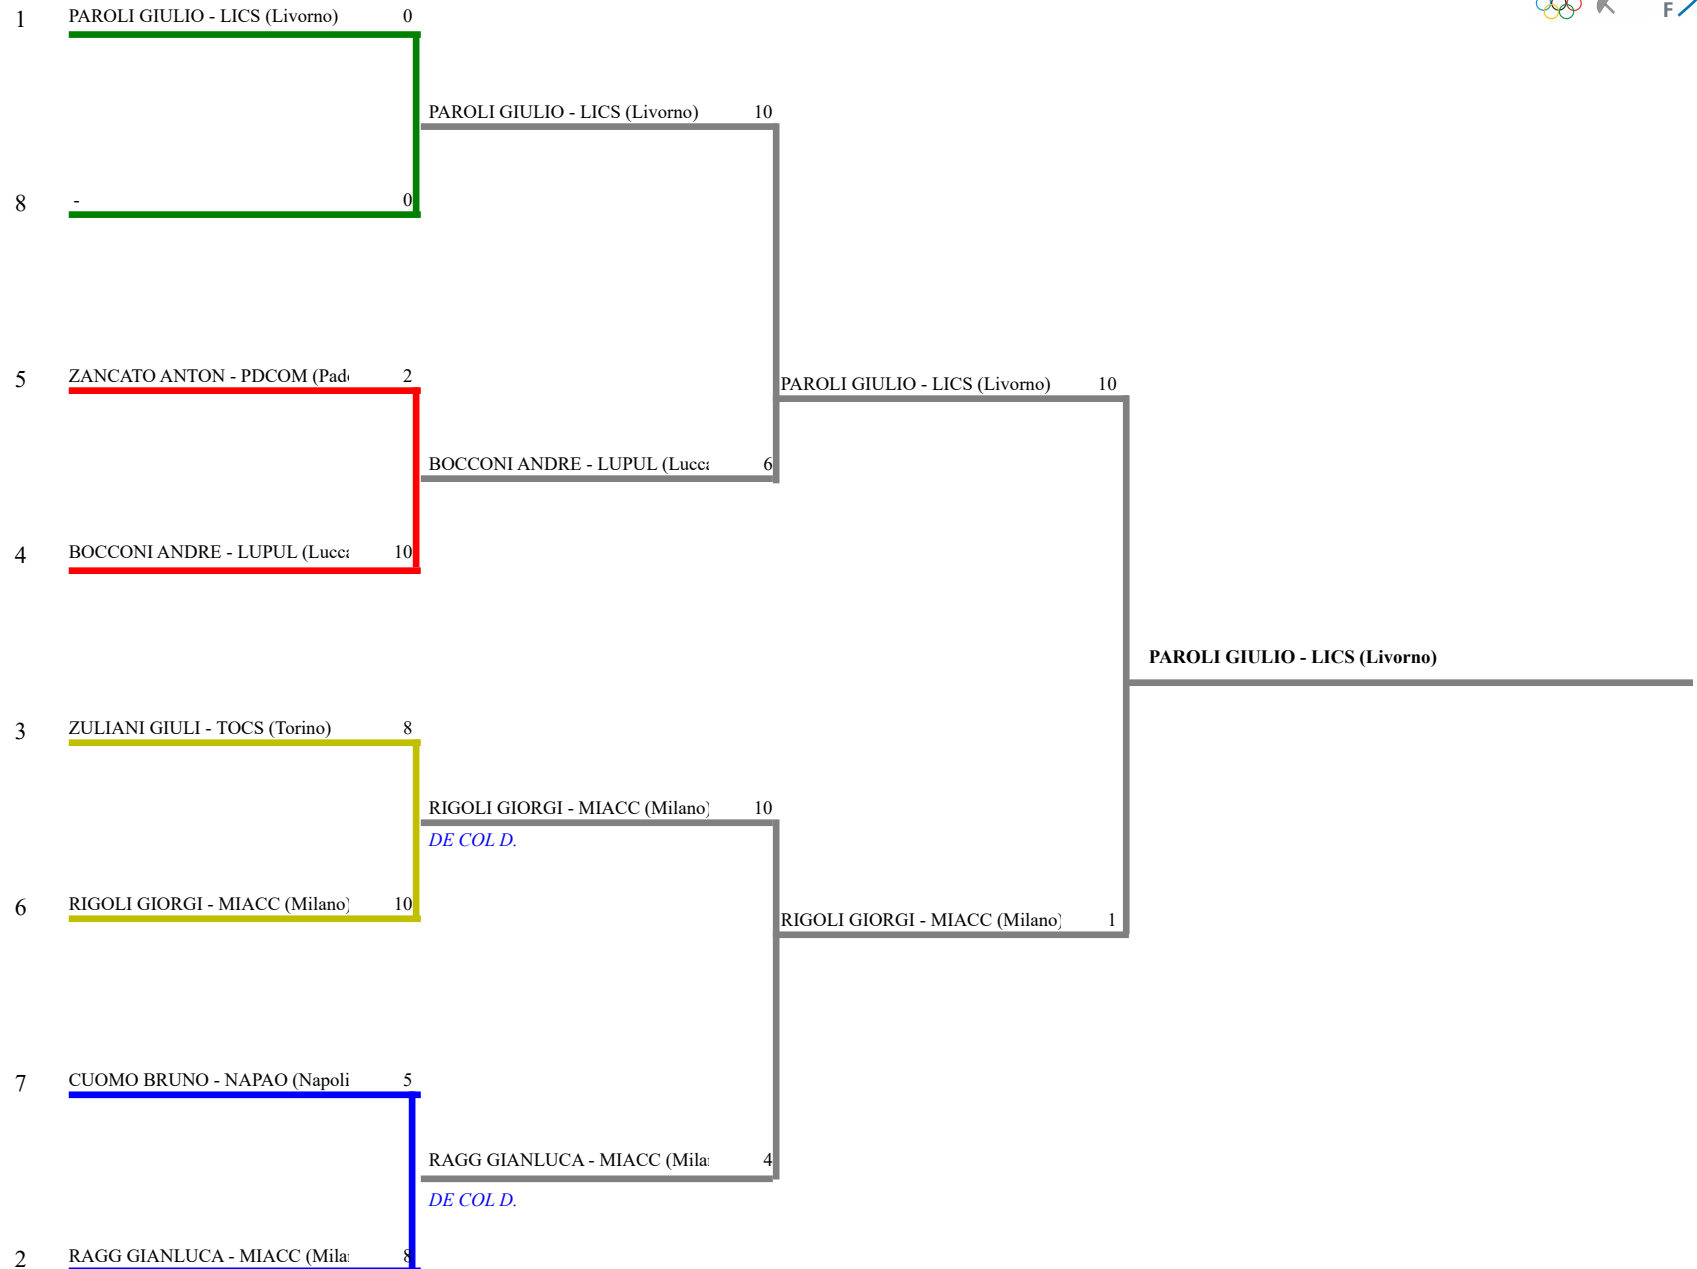 1 PAROLI GIULIO - LICS (Livorno) 0
F
PAROLI GIULIO - LICS (Livorno) 10
8 - 0
5 ZANCATO ANTON - PDCOM (Pad 2
PAROLI GIULIO - LICS (Livorno) 10
BOCCONI ANDRE - LUPUL (Lucc 6
4 BOCCONI ANDRE - LUPUL (Lucc 10
PAROLI GIULIO - LICS (Livorno)
3 ZULIANI GIULI - TOCS (Torino) 8
RIGOLI GIORGI - MIACC (Milano) 10
DE COL D.
6 RIGOLI GIORGI - MIACC (Milano) 10
RIGOLI GIORGI - MIACC (Milano) 1
7 CUOMO BRUNO - NAPAO (Napoli 5
RAGG GIANLUCA - MIACC (Mila 4
DE COL D.
2 RAGG GIANLUCA - MIACC (Mila 8